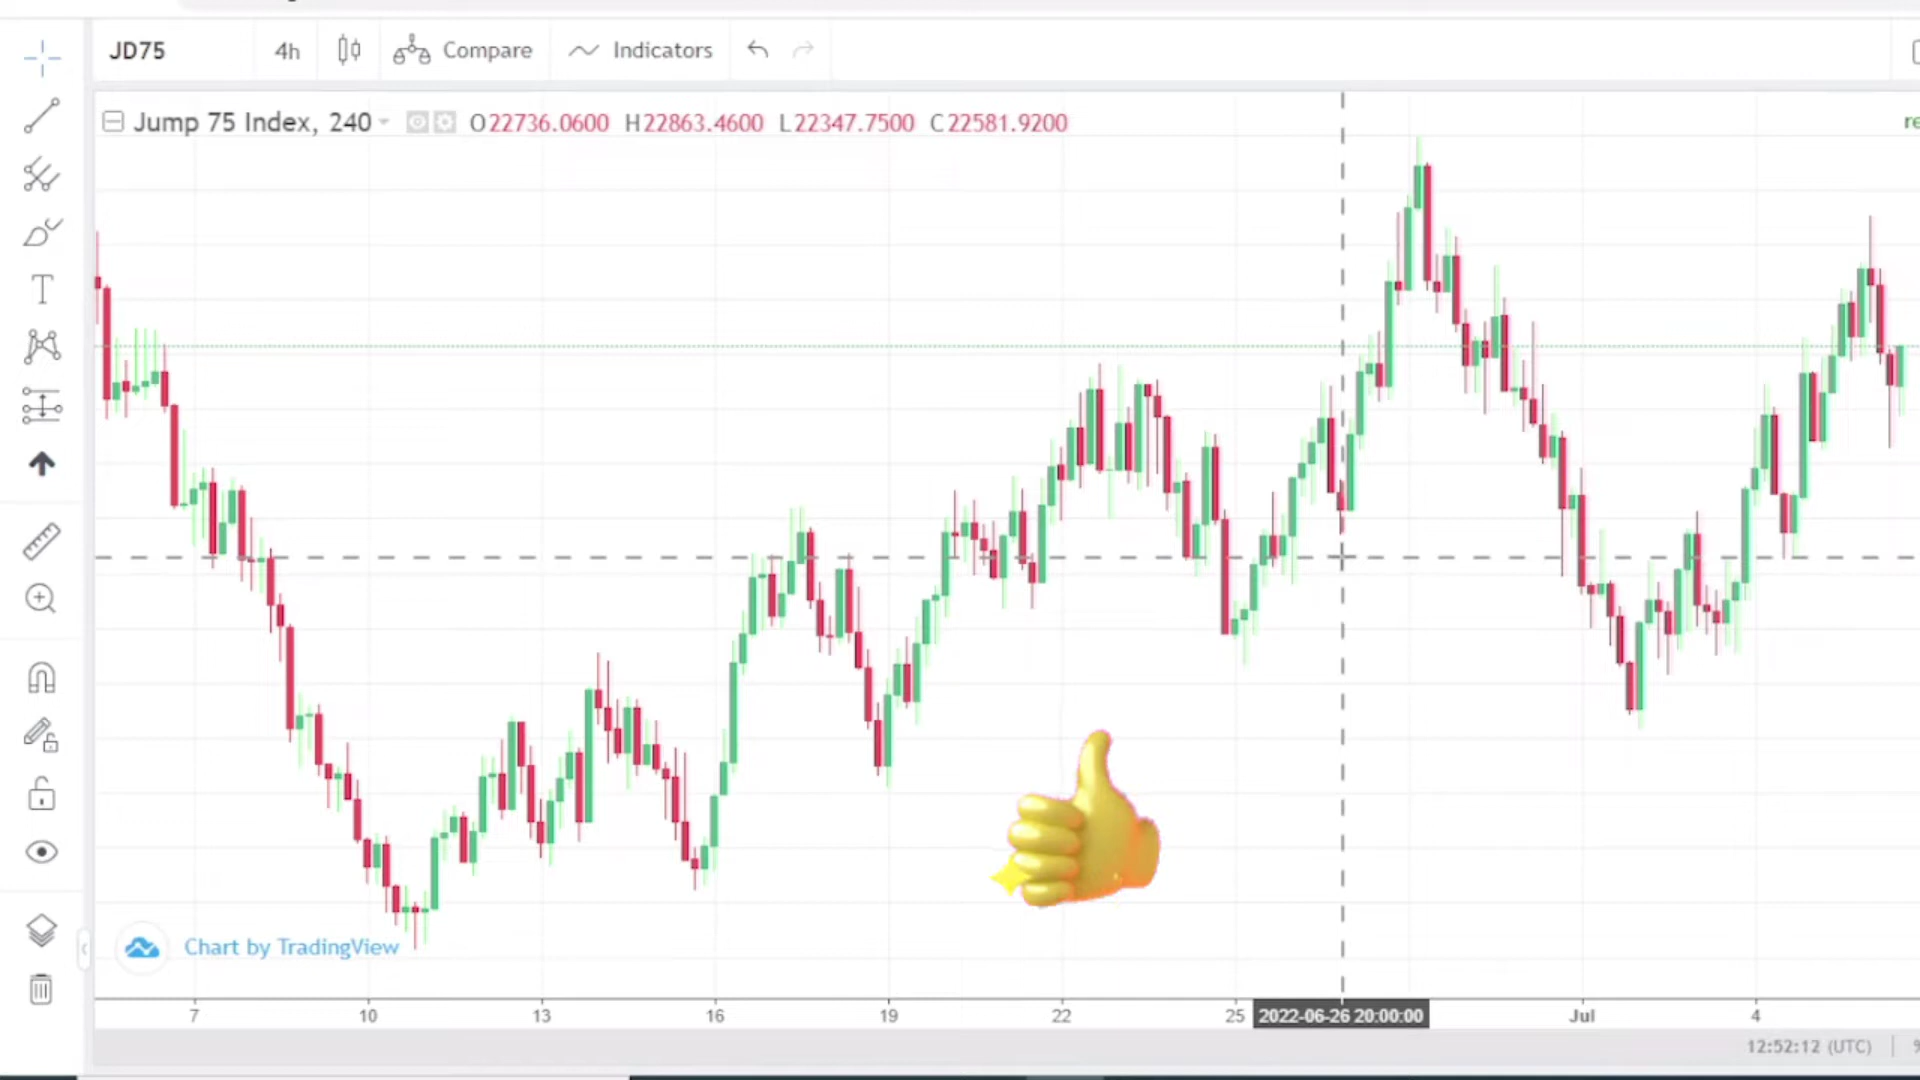 JD75 4h Compare Indicators
Jump 75 Index, 240 O22736.0600 H22863.4600 L22347.7500 C22581.9200
T
Chart by TradingView
7 10 13 16 19 22 25 2022-06-26 20:00:00 Jul 4
12:52:12 (UTC)